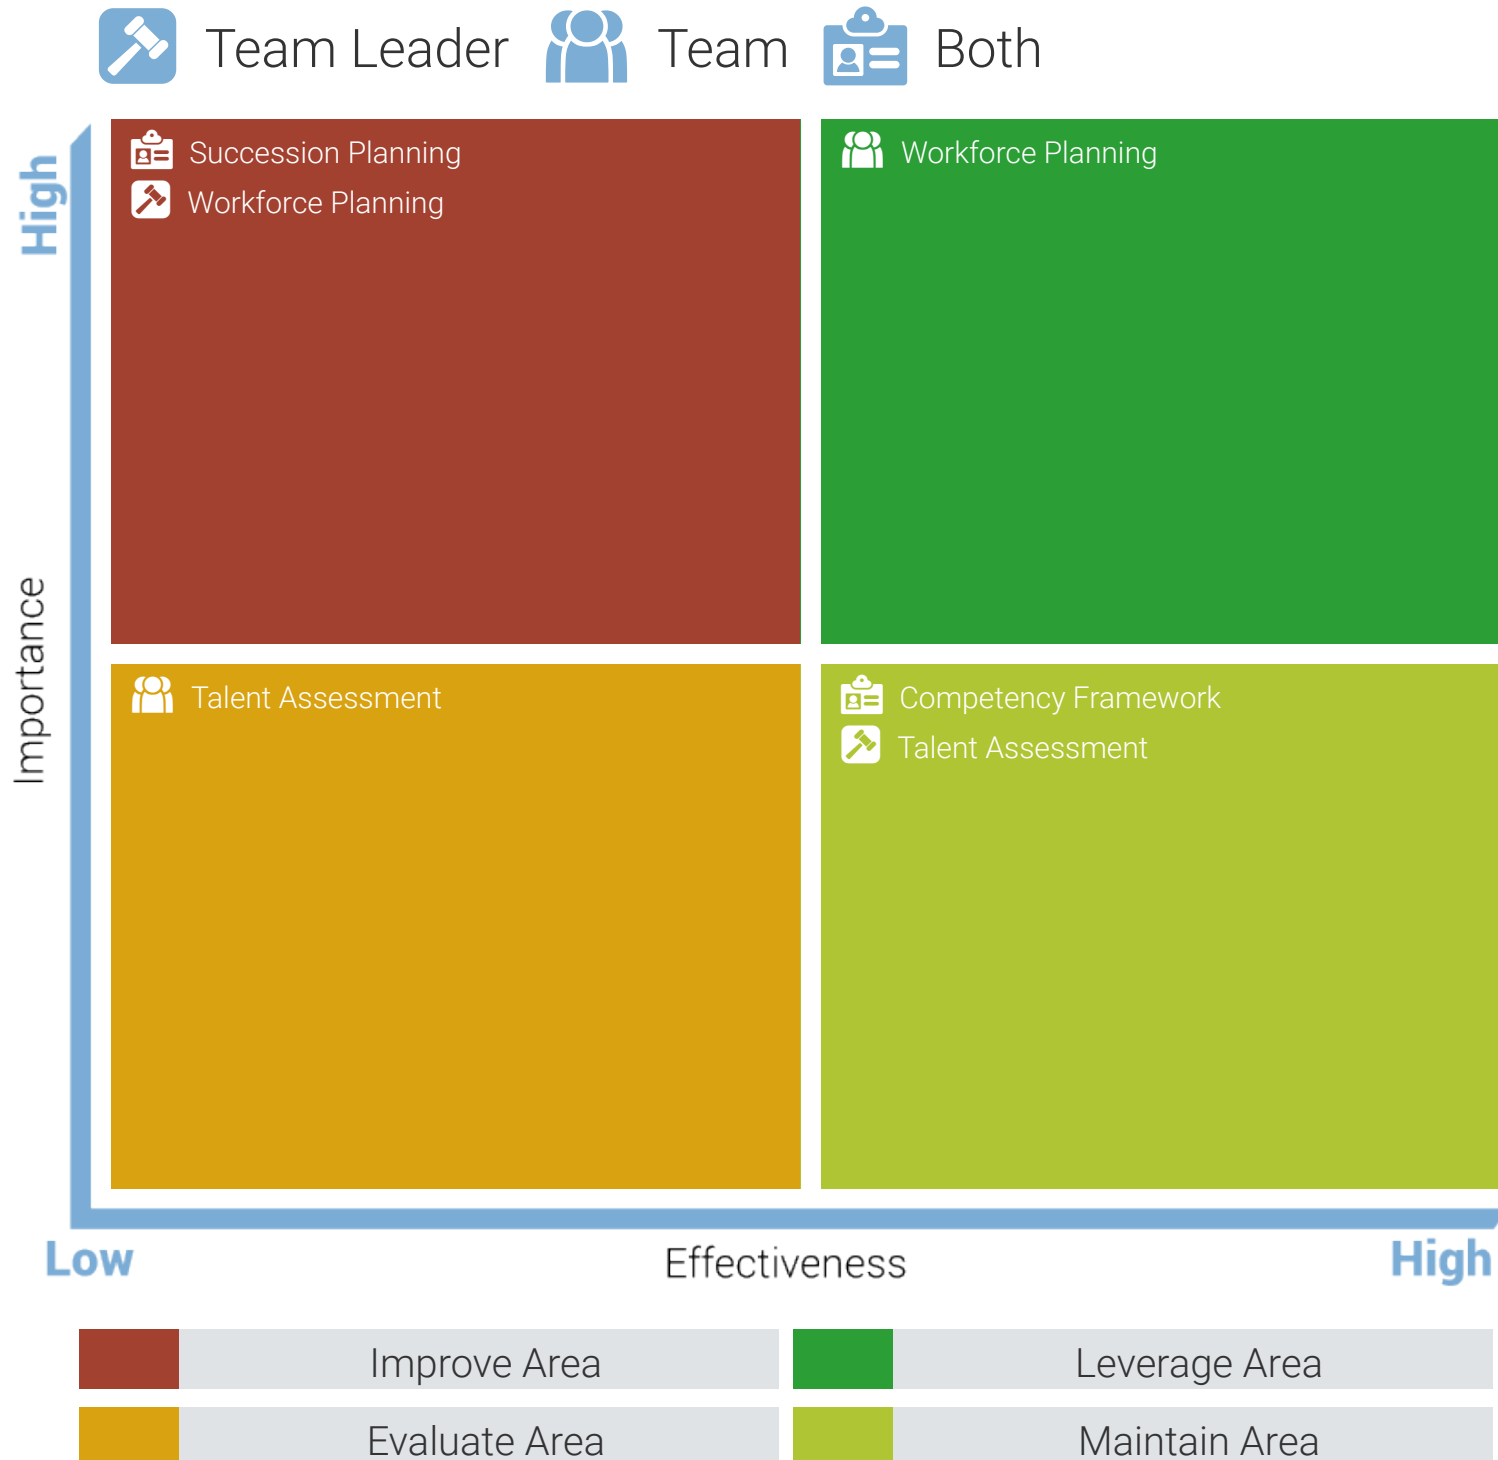 Team Leader Team Both
High
Succession Planning
Workforce Planning
Workforce Planning
Importance
Talent Assessment
Competency Framework
Talent Assessment
Low Effectiveness High
Improve Area Leverage Area
Evaluate Area Maintain Area